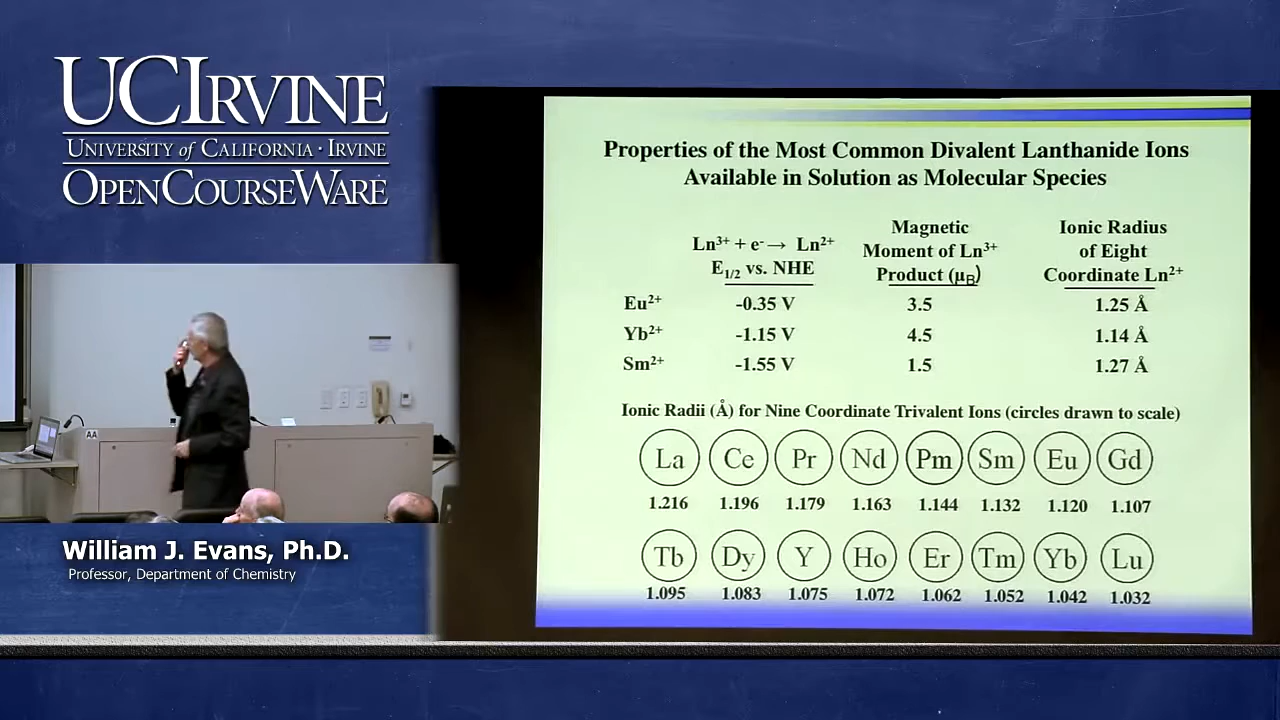 UCIRVINE
UNIVERSITY of CALIFORNIA · IRVINE
OPENCOURSEWARE
AA
William J. Evans, Ph.D.
Professor, Department of Chemistry
Properties of the Most Common Divalent Lanthanide Ions
Available in Solution as Molecular Species
Ln³⁺ + e⁻ → Ln²⁺
E₁/₂ vs. NHE
Magnetic
Moment of Ln³⁺
Product (μB)
Ionic Radius
of Eight
Coordinate Ln²⁺
Eu²⁺ -0.35 V 3.5 1.25 Å
Yb²⁺ -1.15 V 4.5 1.14 Å
Sm²⁺ -1.55 V 1.5 1.27 Å
Ionic Radii (Å) for Nine Coordinate Trivalent Ions (circles drawn to scale)
La Ce Pr Nd Pm Sm Eu Gd
1.216 1.196 1.179 1.163 1.144 1.132 1.120 1.107
Tb Dy Y Ho Er Tm Yb Lu
1.095 1.083 1.075 1.072 1.062 1.052 1.042 1.032